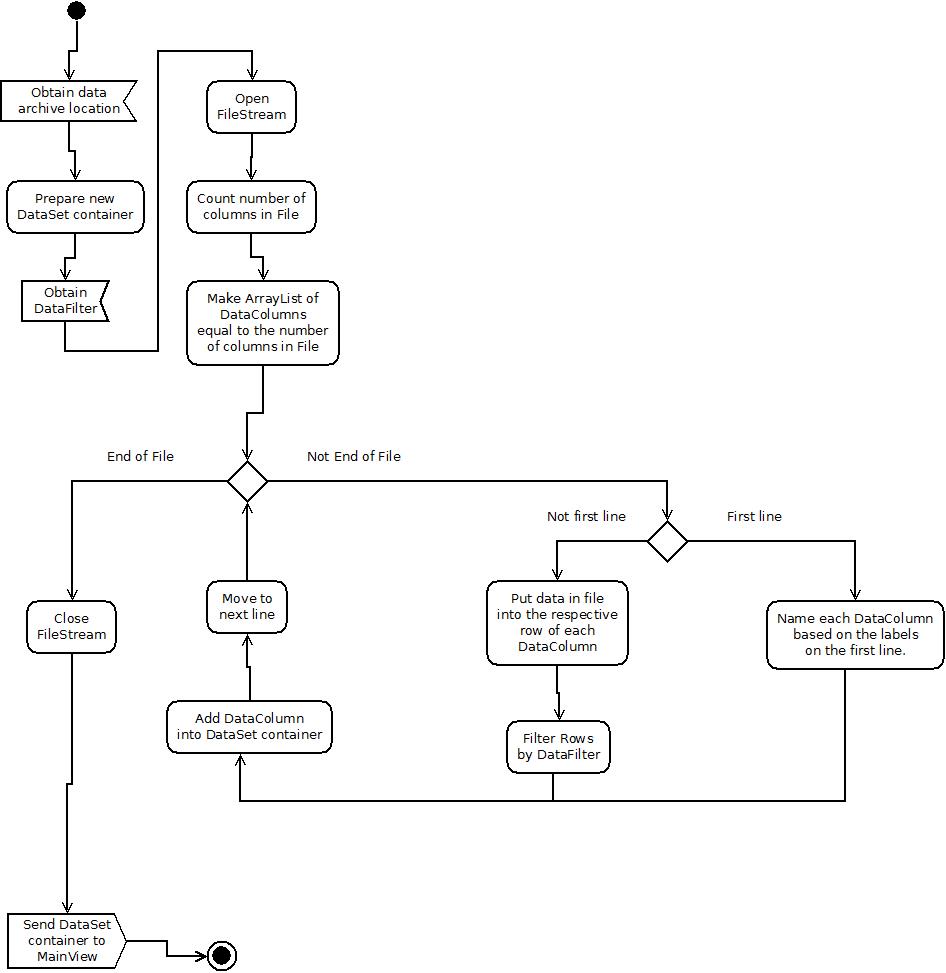 Obtain data
archive location
Prepare new
DataSet container
Obtain
DataFilter
Open
FileStream
Count number of
columns in File
Make ArrayList of
DataColumns
equal to the number
of columns in File
End of File
Not End of File
Not first line
First line
Close
FileStream
Move to
next line
Put data in file
into the respective
row of each
DataColumn
Name each DataColumn
based on the labels
on the first line.
Add DataColumn
into DataSet container
Filter Rows
by DataFilter
Send DataSet
container to
MainView